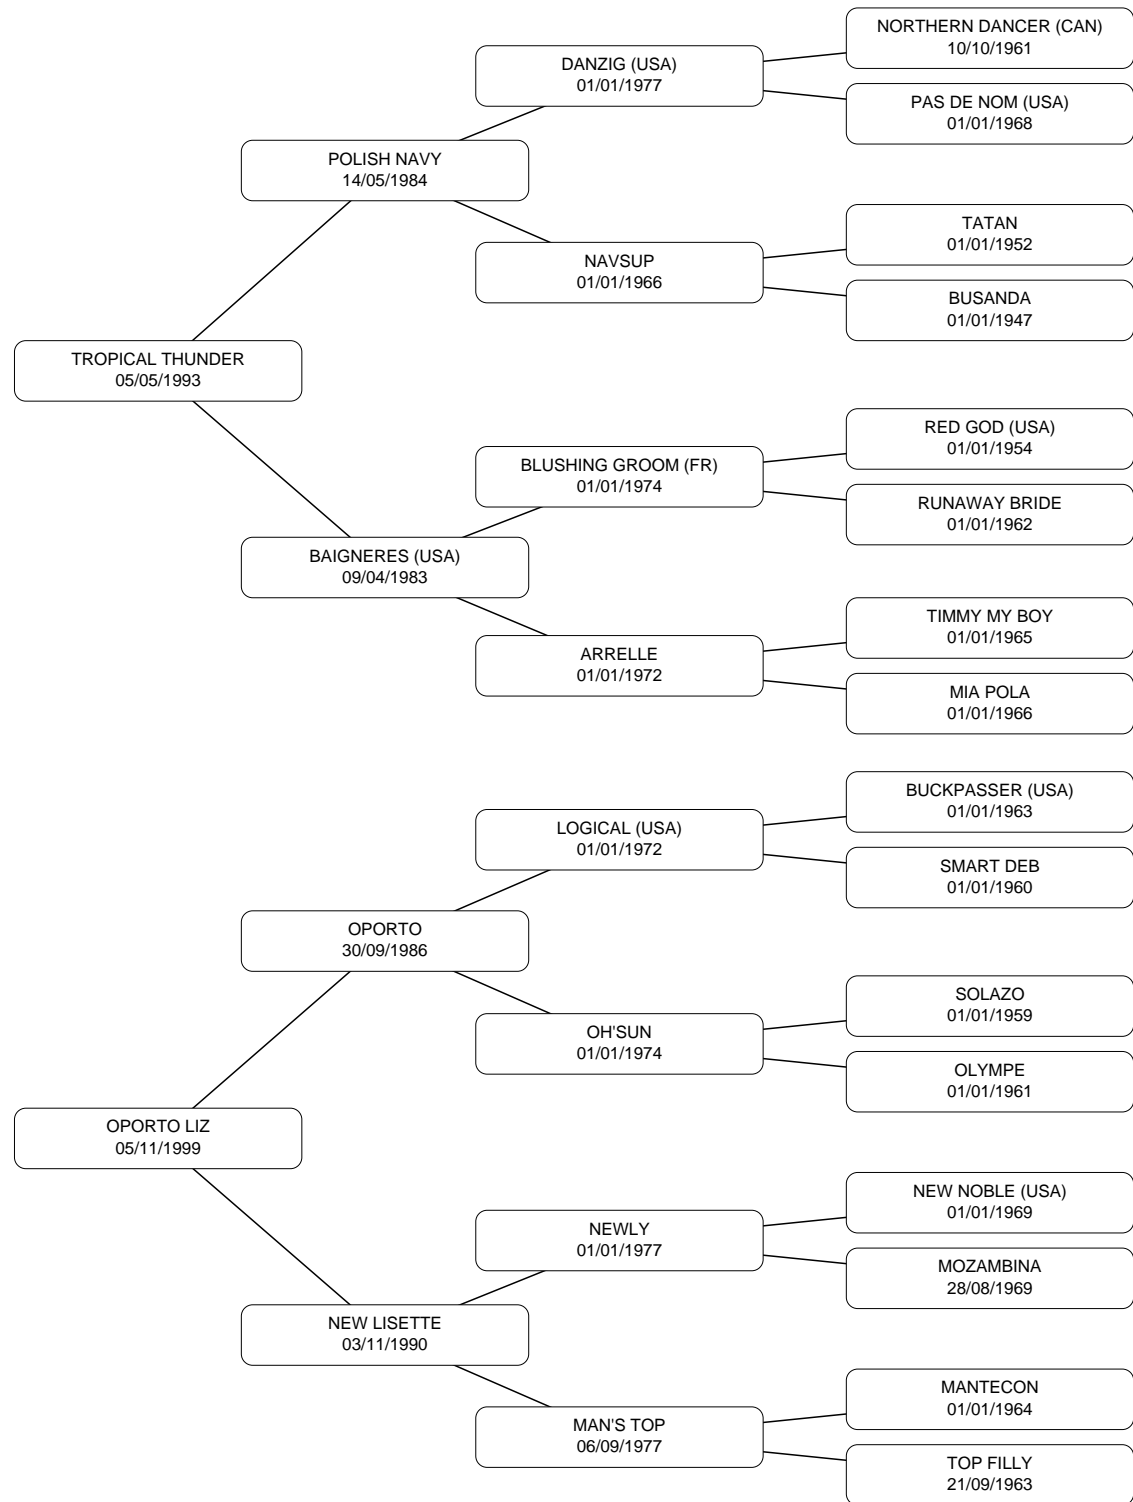 NORTHERN DANCER (CAN)
10/10/1961
DANZIG (USA)
01/01/1977
PAS DE NOM (USA)
01/01/1968
POLISH NAVY
14/05/1984
TATAN
01/01/1952
NAVSUP
01/01/1966
BUSANDA
01/01/1947
TROPICAL THUNDER
05/05/1993
RED GOD (USA)
01/01/1954
BLUSHING GROOM (FR)
01/01/1974
RUNAWAY BRIDE
01/01/1962
BAIGNERES (USA)
09/04/1983
TIMMY MY BOY
01/01/1965
ARRELLE
01/01/1972
MIA POLA
01/01/1966
BUCKPASSER (USA)
01/01/1963
LOGICAL (USA)
01/01/1972
SMART DEB
01/01/1960
OPORTO
30/09/1986
SOLAZO
01/01/1959
OH'SUN
01/01/1974
OLYMPE
01/01/1961
OPORTO LIZ
05/11/1999
NEW NOBLE (USA)
01/01/1969
NEWLY
01/01/1977
MOZAMBINA
28/08/1969
NEW LISETTE
03/11/1990
MANTECON
01/01/1964
MAN'S TOP
06/09/1977
TOP FILLY
21/09/1963